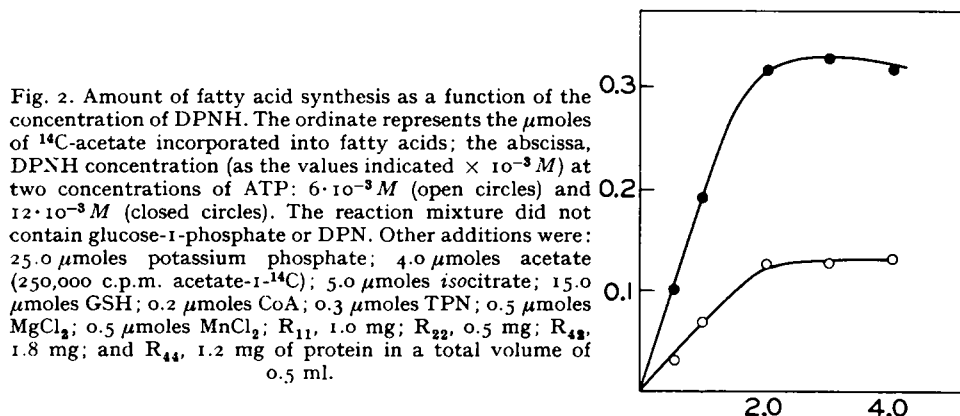 Fig. 2. Amount of fatty acid synthesis as a function of the
concentration of DPNH. The ordinate represents the μmoles
of ¹⁴C-acetate incorporated into fatty acids; the abscissa,
DPNH concentration (as the values indicated × 10⁻³ M) at
two concentrations of ATP: 6·10⁻³ M (open circles) and
12·10⁻³ M (closed circles). The reaction mixture did not
contain glucose-1-phosphate or DPN. Other additions were:
25.0 μmoles potassium phosphate; 4.0 μmoles acetate
(250,000 c.p.m. acetate-1-¹⁴C); 5.0 μmoles isocitrate; 15.0
μmoles GSH; 0.2 μmoles CoA; 0.3 μmoles TPN; 0.5 μmoles
MgCl₂; 0.5 μmoles MnCl₂; R₁₁, 1.0 mg; R₂₂, 0.5 mg; R₄₂,
1.8 mg; and R₄₄, 1.2 mg of protein in a total volume of
0.5 ml.
0.3
0.2
0.1
2.0 4.0